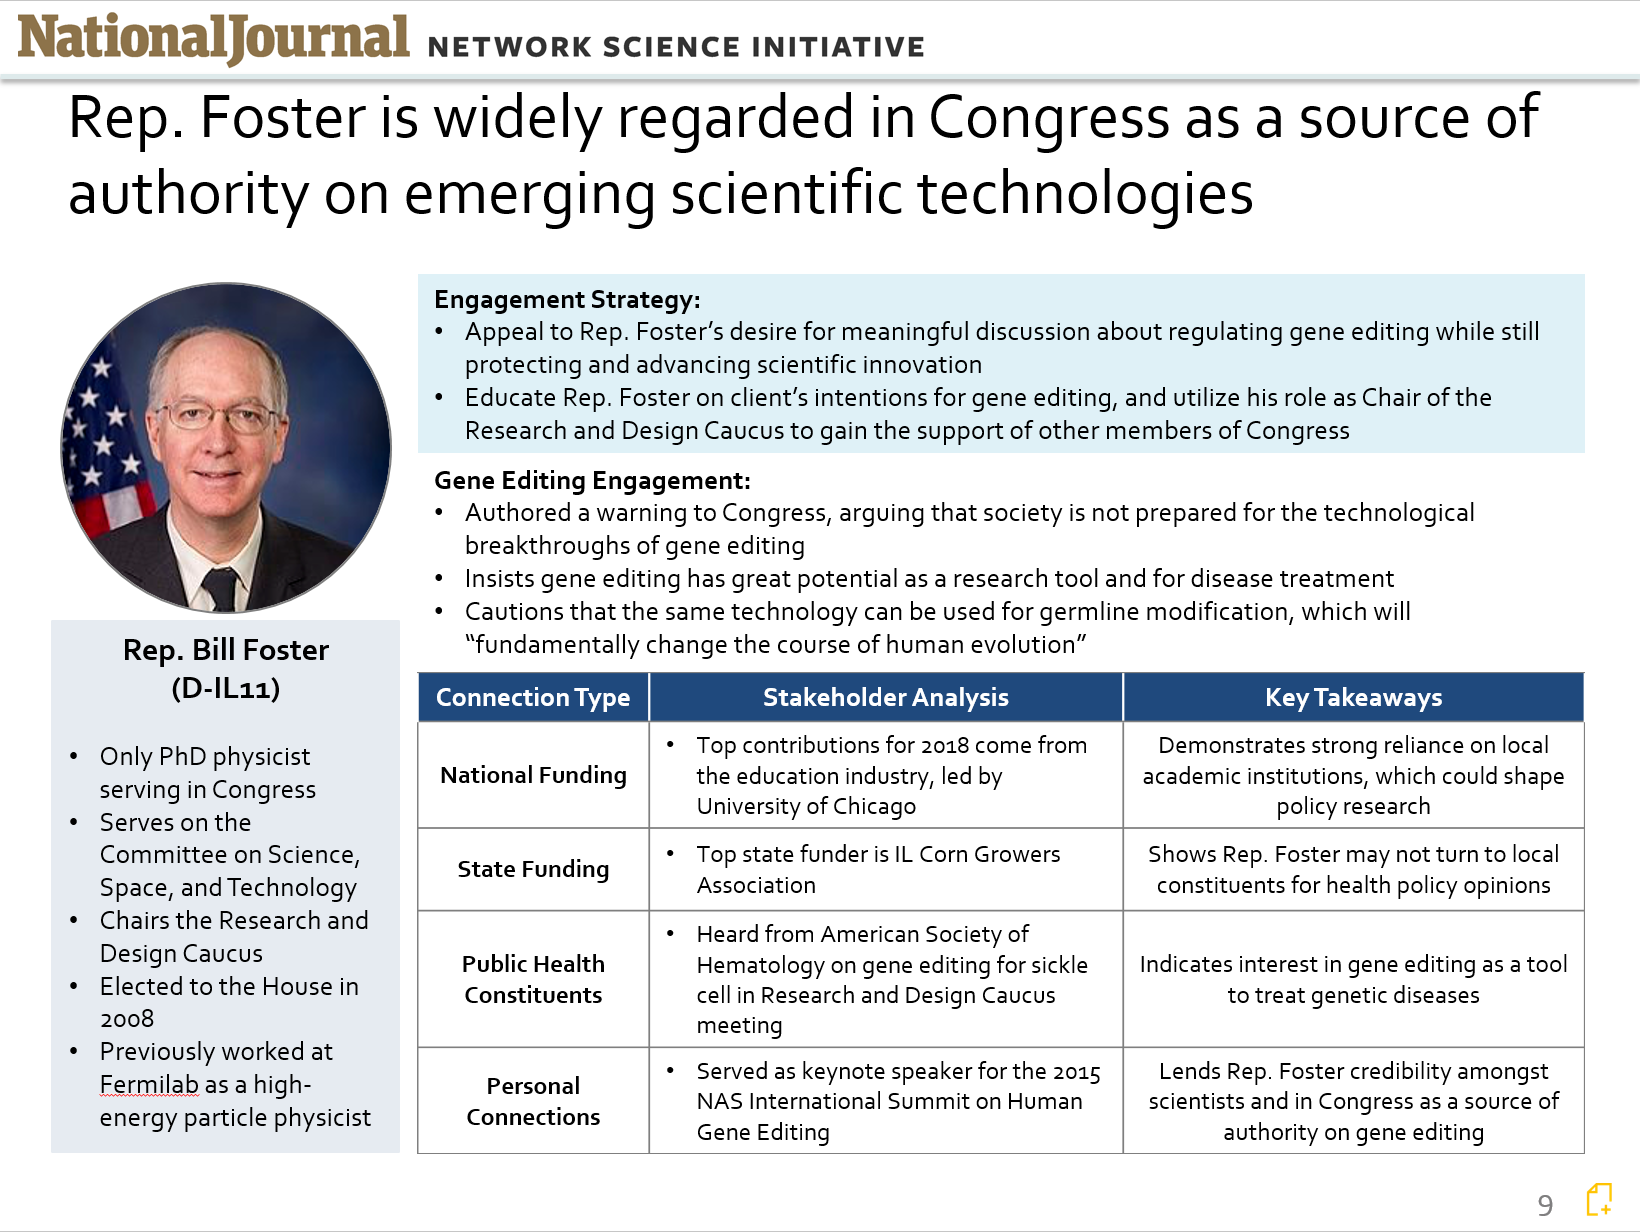 NationalJournal NETWORK SCIENCE INITIATIVE
Rep. Foster is widely regarded in Congress as a source of
authority on emerging scientific technologies
Rep. Bill Foster
(D-IL11)
• Only PhD physicist
serving in Congress
• Serves on the
Committee on Science,
Space, and Technology
• Chairs the Research and
Design Caucus
• Elected to the House in
2008
• Previously worked at
Fermilab as a high-
energy particle physicist
Engagement Strategy:
• Appeal to Rep. Foster’s desire for meaningful discussion about regulating gene editing while still
protecting and advancing scientific innovation
• Educate Rep. Foster on client’s intentions for gene editing, and utilize his role as Chair of the
Research and Design Caucus to gain the support of other members of Congress
Gene Editing Engagement:
• Authored a warning to Congress, arguing that society is not prepared for the technological
breakthroughs of gene editing
• Insists gene editing has great potential as a research tool and for disease treatment
• Cautions that the same technology can be used for germline modification, which will
“fundamentally change the course of human evolution”
Connection Type
Stakeholder Analysis
Key Takeaways
National Funding
• Top contributions for 2018 come from
the education industry, led by
University of Chicago
Demonstrates strong reliance on local
academic institutions, which could shape
policy research
State Funding
• Top state funder is IL Corn Growers
Association
Shows Rep. Foster may not turn to local
constituents for health policy opinions
Public Health
Constituents
• Heard from American Society of
Hematology on gene editing for sickle
cell in Research and Design Caucus
meeting
Indicates interest in gene editing as a tool
to treat genetic diseases
Personal
Connections
• Served as keynote speaker for the 2015
NAS International Summit on Human
Gene Editing
Lends Rep. Foster credibility amongst
scientists and in Congress as a source of
authority on gene editing
9